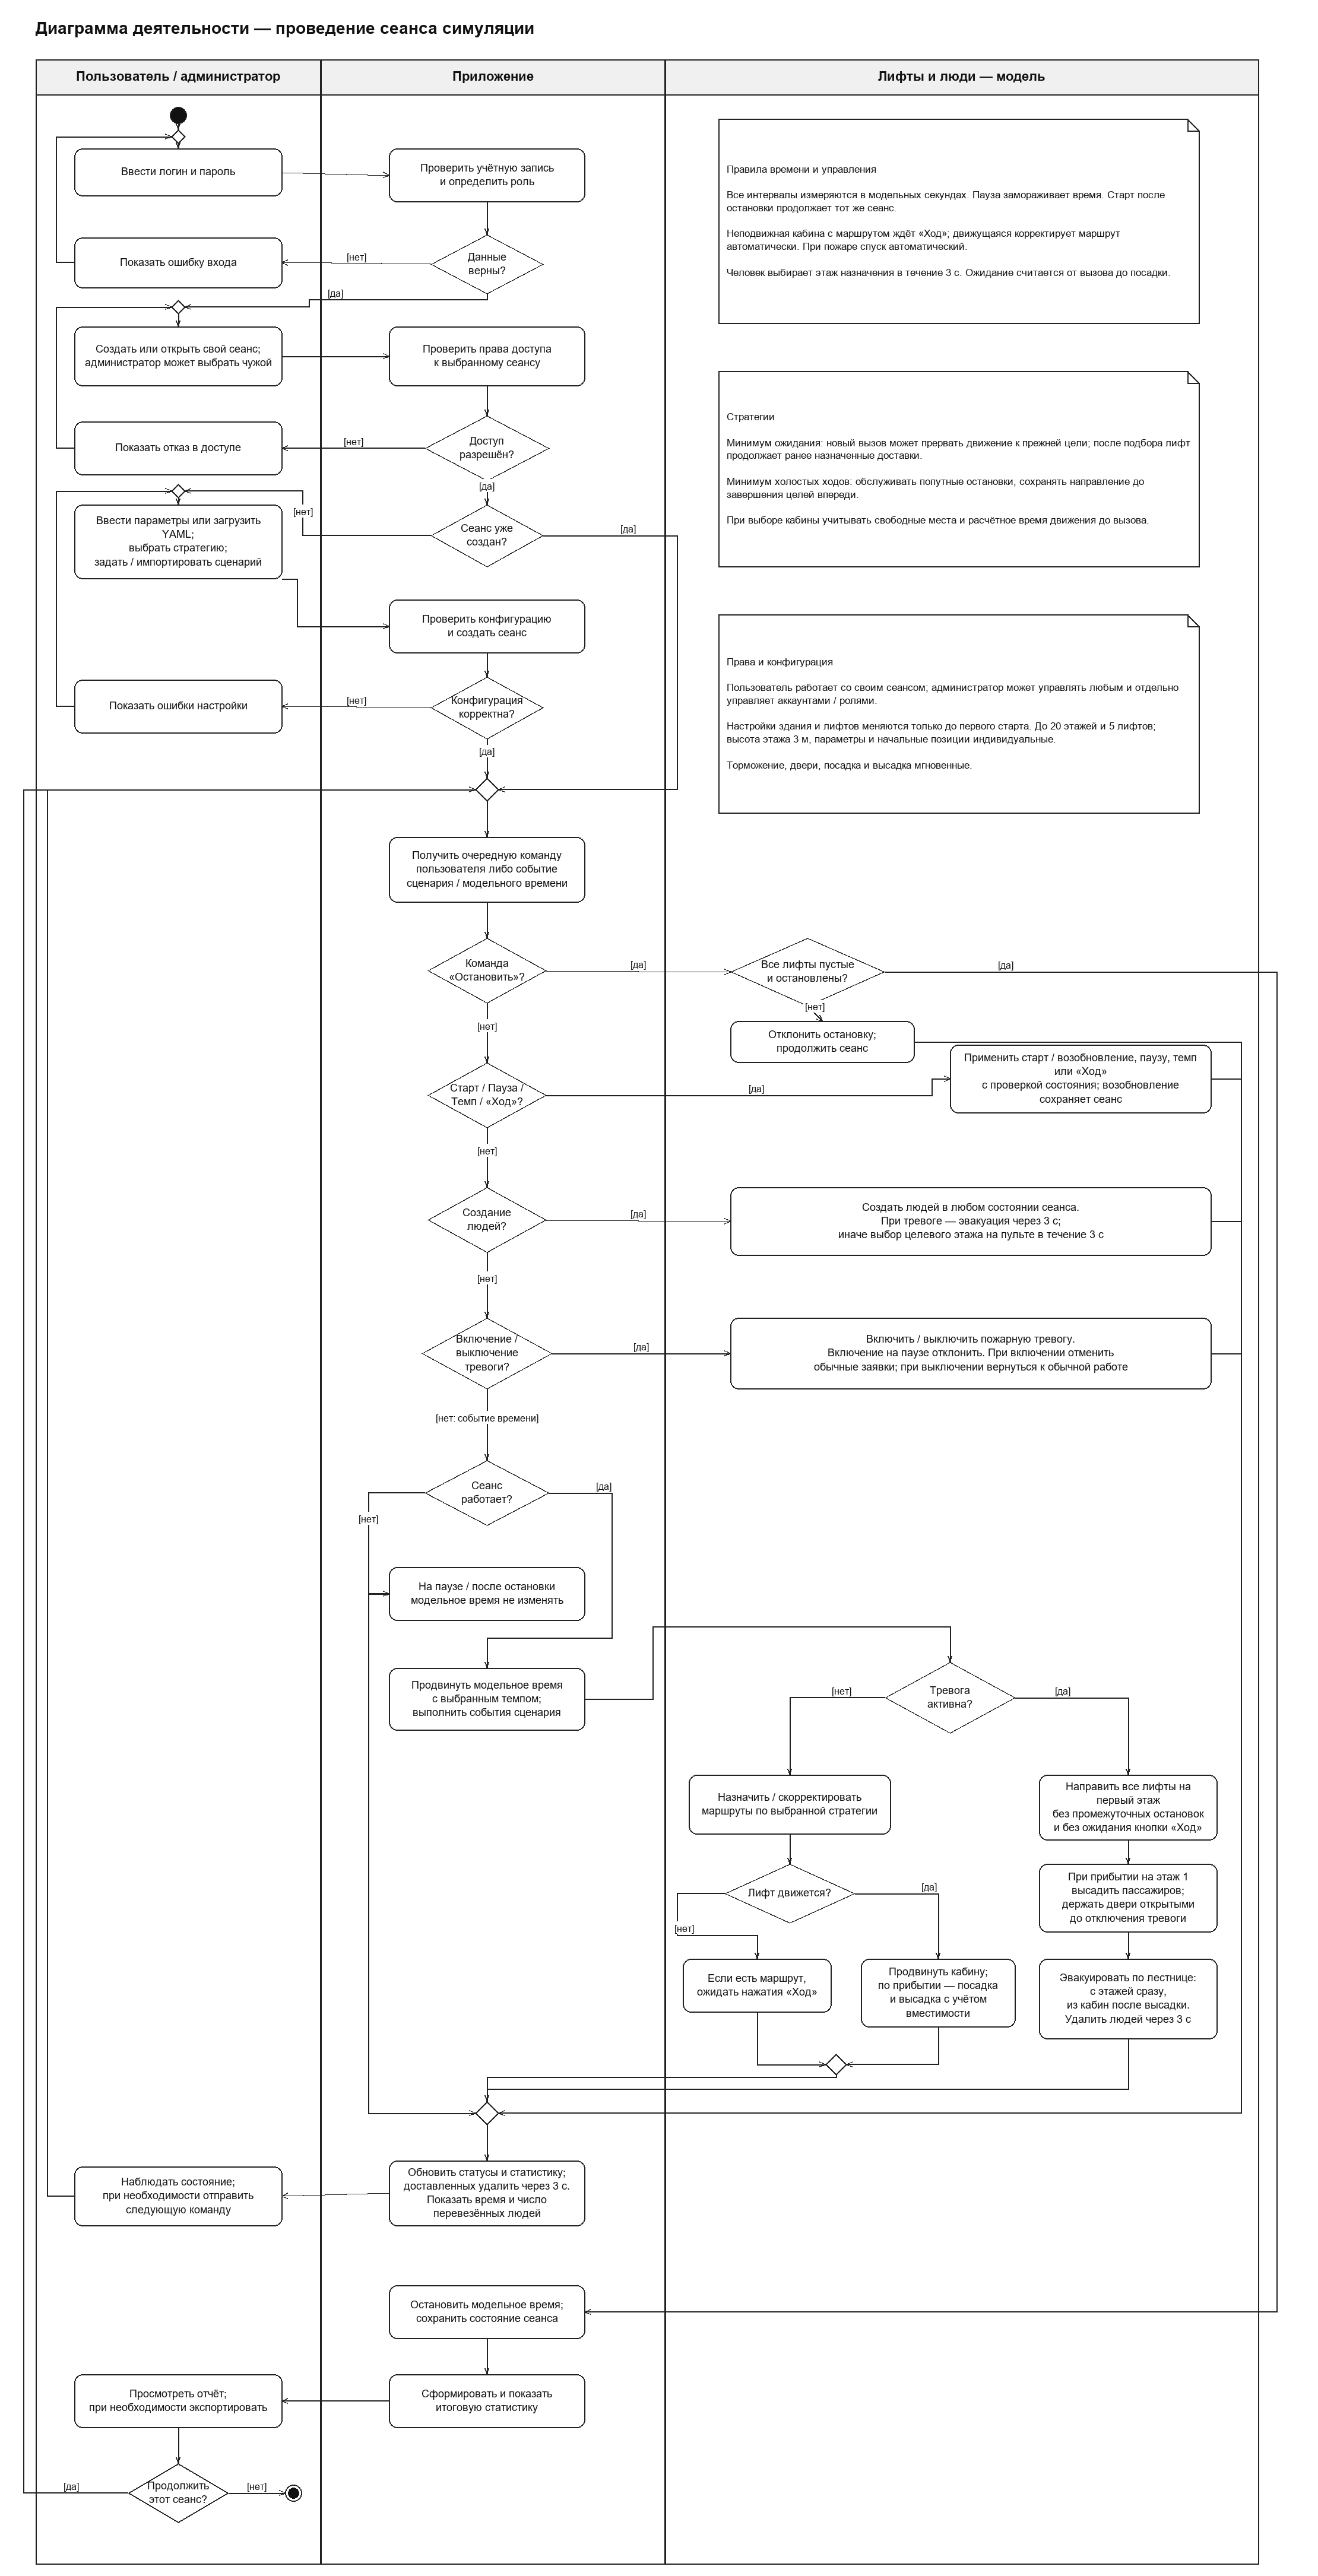 Диаграмма деятельности — проведение сеанса симуляции
Пользователь / администратор
Приложение
Лифты и люди — модель
Ввести логин и пароль
Проверить учётную запись
и определить роль
Правила времени и управления
Все интервалы измеряются в модельных секундах. Пауза замораживает время. Старт после
остановки продолжает тот же сеанс.
Неподвижная кабина с маршрутом ждёт «Ход»; движущаяся корректирует маршрут
автоматически. При пожаре спуск автоматический.
Человек выбирает этаж назначения в течение 3 с. Ожидание считается от вызова до посадки.
Показать ошибку входа
[нет]
Данные
верны?
[да]
Создать или открыть свой сеанс;
администратор может выбрать чужой
Проверить права доступа
к выбранному сеансу
Стратегии
Минимум ожидания: новый вызов может прервать движение к прежней цели; после подбора лифт
продолжает ранее назначенные доставки.
Минимум холостых ходов: обслуживать попутные остановки, сохранять направление до
завершения целей впереди.
При выборе кабины учитывать свободные места и расчётное время движения до вызова.
Показать отказ в доступе
[нет]
Доступ
разрешён?
[да]
[нет]
Сеанс уже
создан?
[да]
Ввести параметры или загрузить
YAML;
выбрать стратегию;
задать / импортировать сценарий
Проверить конфигурацию
и создать сеанс
Права и конфигурация
Пользователь работает со своим сеансом; администратор может управлять любым и отдельно
управляет аккаунтами / ролями.
Настройки здания и лифтов меняются только до первого старта. До 20 этажей и 5 лифтов;
высота этажа 3 м, параметры и начальные позиции индивидуальные.
Торможение, двери, посадка и высадка мгновенные.
Показать ошибки настройки
[нет]
Конфигурация
корректна?
[да]
Получить очередную команду
пользователя либо событие
сценария / модельного времени
Команда
«Остановить»?
[да]
Все лифты пустые
и остановлены?
[да]
[нет]
[нет]
Отклонить остановку;
продолжить сеанс
Старт / Пауза /
Темп / «Ход»?
[да]
Применить старт / возобновление, паузу, темп
или «Ход»
с проверкой состояния; возобновление
сохраняет сеанс
[нет]
Создание
людей?
[да]
Создать людей в любом состоянии сеанса.
При тревоге — эвакуация через 3 с;
иначе выбор целевого этажа на пульте в течение 3 с
[нет]
Включение /
выключение
тревоги?
[да]
Включить / выключить пожарную тревогу.
Включение на паузе отклонить. При включении отменить
обычные заявки; при выключении вернуться к обычной работе
[нет: событие времени]
Сеанс
работает?
[да]
[нет]
На паузе / после остановки
модельное время не изменять
Продвинуть модельное время
с выбранным темпом;
выполнить события сценария
[нет]
Тревога
активна?
[да]
Назначить / скорректировать
маршруты по выбранной стратегии
Направить все лифты на
первый этаж
без промежуточных остановок
и без ожидания кнопки «Ход»
Лифт движется?
[да]
[нет]
При прибытии на этаж 1
высадить пассажиров;
держать двери открытыми
до отключения тревоги
Если есть маршрут,
ожидать нажатия «Ход»
Продвинуть кабину;
по прибытии — посадка
и высадка с учётом
вместимости
Эвакуировать по лестнице:
с этажей сразу,
из кабин после высадки.
Удалить людей через 3 с
Наблюдать состояние;
при необходимости отправить
следующую команду
Обновить статусы и статистику;
доставленных удалить через 3 с.
Показать время и число
перевезённых людей
Остановить модельное время;
сохранить состояние сеанса
Просмотреть отчёт;
при необходимости экспортировать
Сформировать и показать
итоговую статистику
[да]
Продолжить
этот сеанс?
[нет]